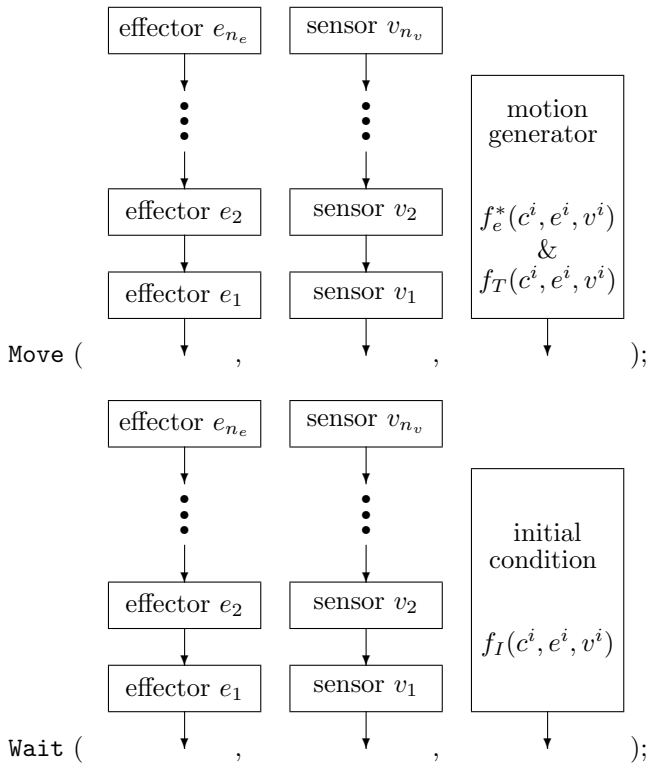 effector $e_{n_e}$ sensor $v_{n_v}$
motion
generator
effector $e_2$ sensor $v_2$ $f_e^*(c^i, e^i, v^i)$
&
effector $e_1$ sensor $v_1$ $f_T(c^i, e^i, v^i)$
Move ( , , );
effector $e_{n_e}$ sensor $v_{n_v}$
initial
condition
effector $e_2$ sensor $v_2$
$f_I(c^i, e^i, v^i)$
effector $e_1$ sensor $v_1$
Wait ( , , );